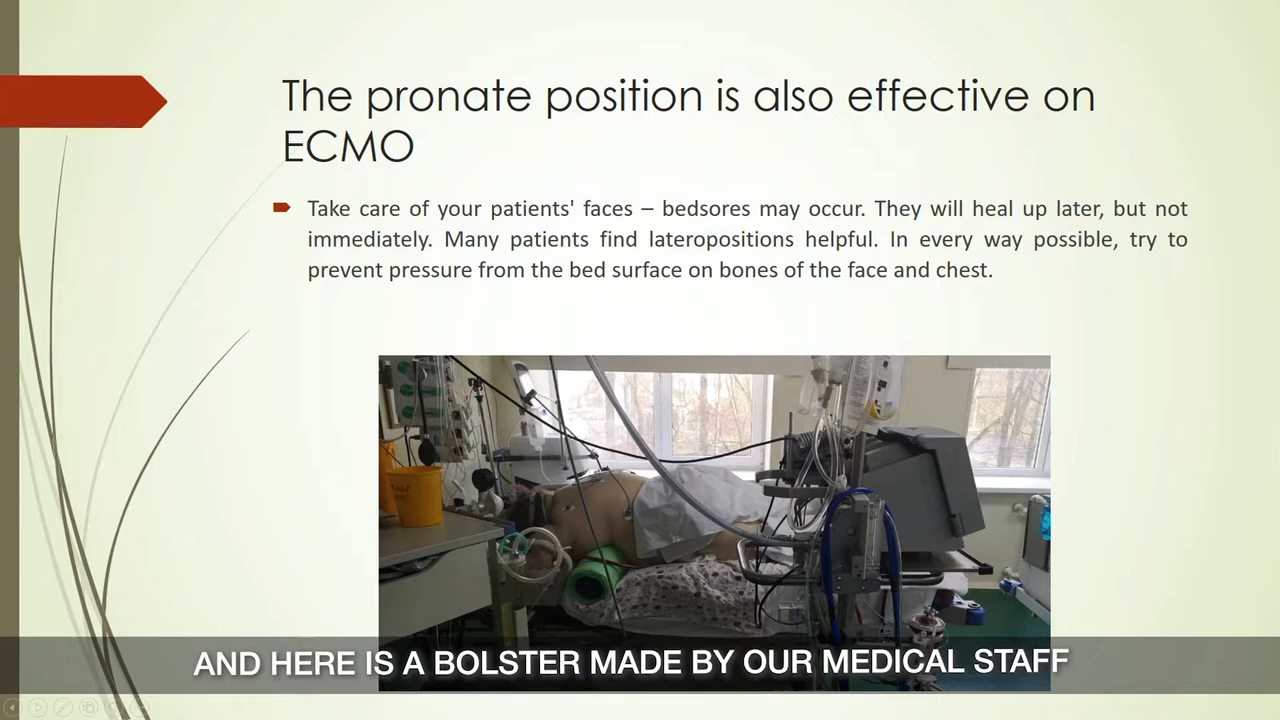 The pronate position is also effective on
ECMO
Take care of your patients' faces – bedsores may occur. They will heal up later, but not
immediately. Many patients find lateropositions helpful. In every way possible, try to
prevent pressure from the bed surface on bones of the face and chest.
AND HERE IS A BOLSTER MADE BY OUR MEDICAL STAFF